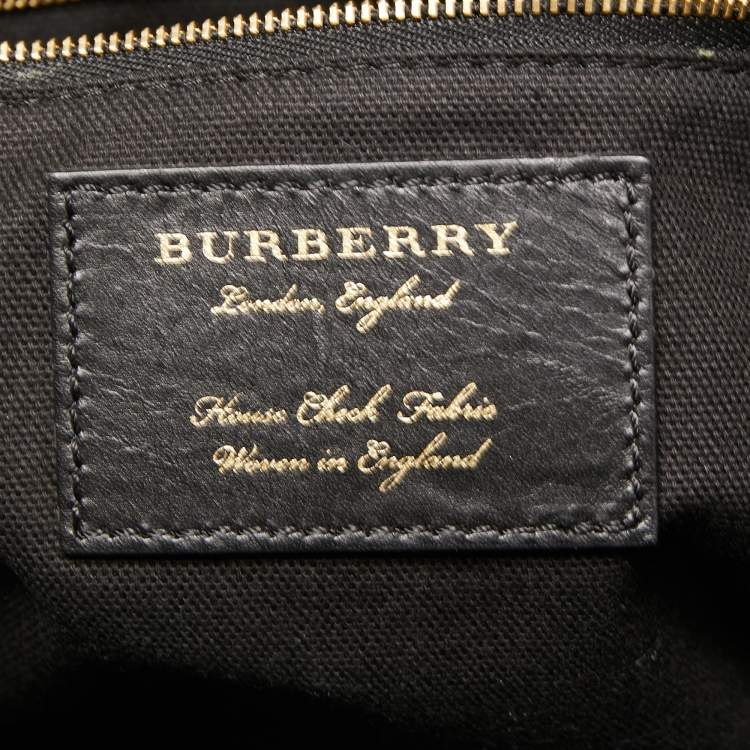 BURBERRY
London, England
House Check Fabric
Woven in England